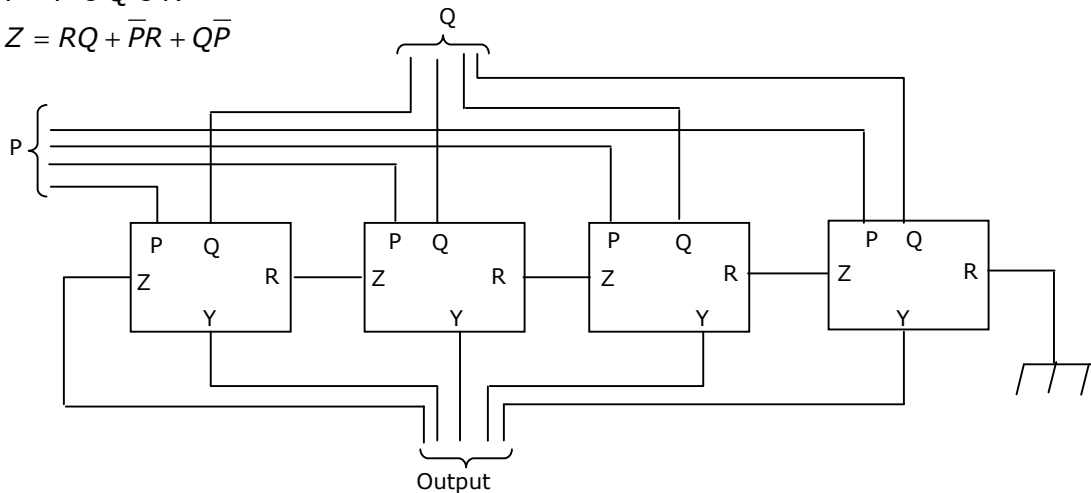 Z = RQ + P̅R + QP̅
Q
P
P Q P Q P Q P Q
Z R Z R Z R Z R
Y Y Y Y
Output